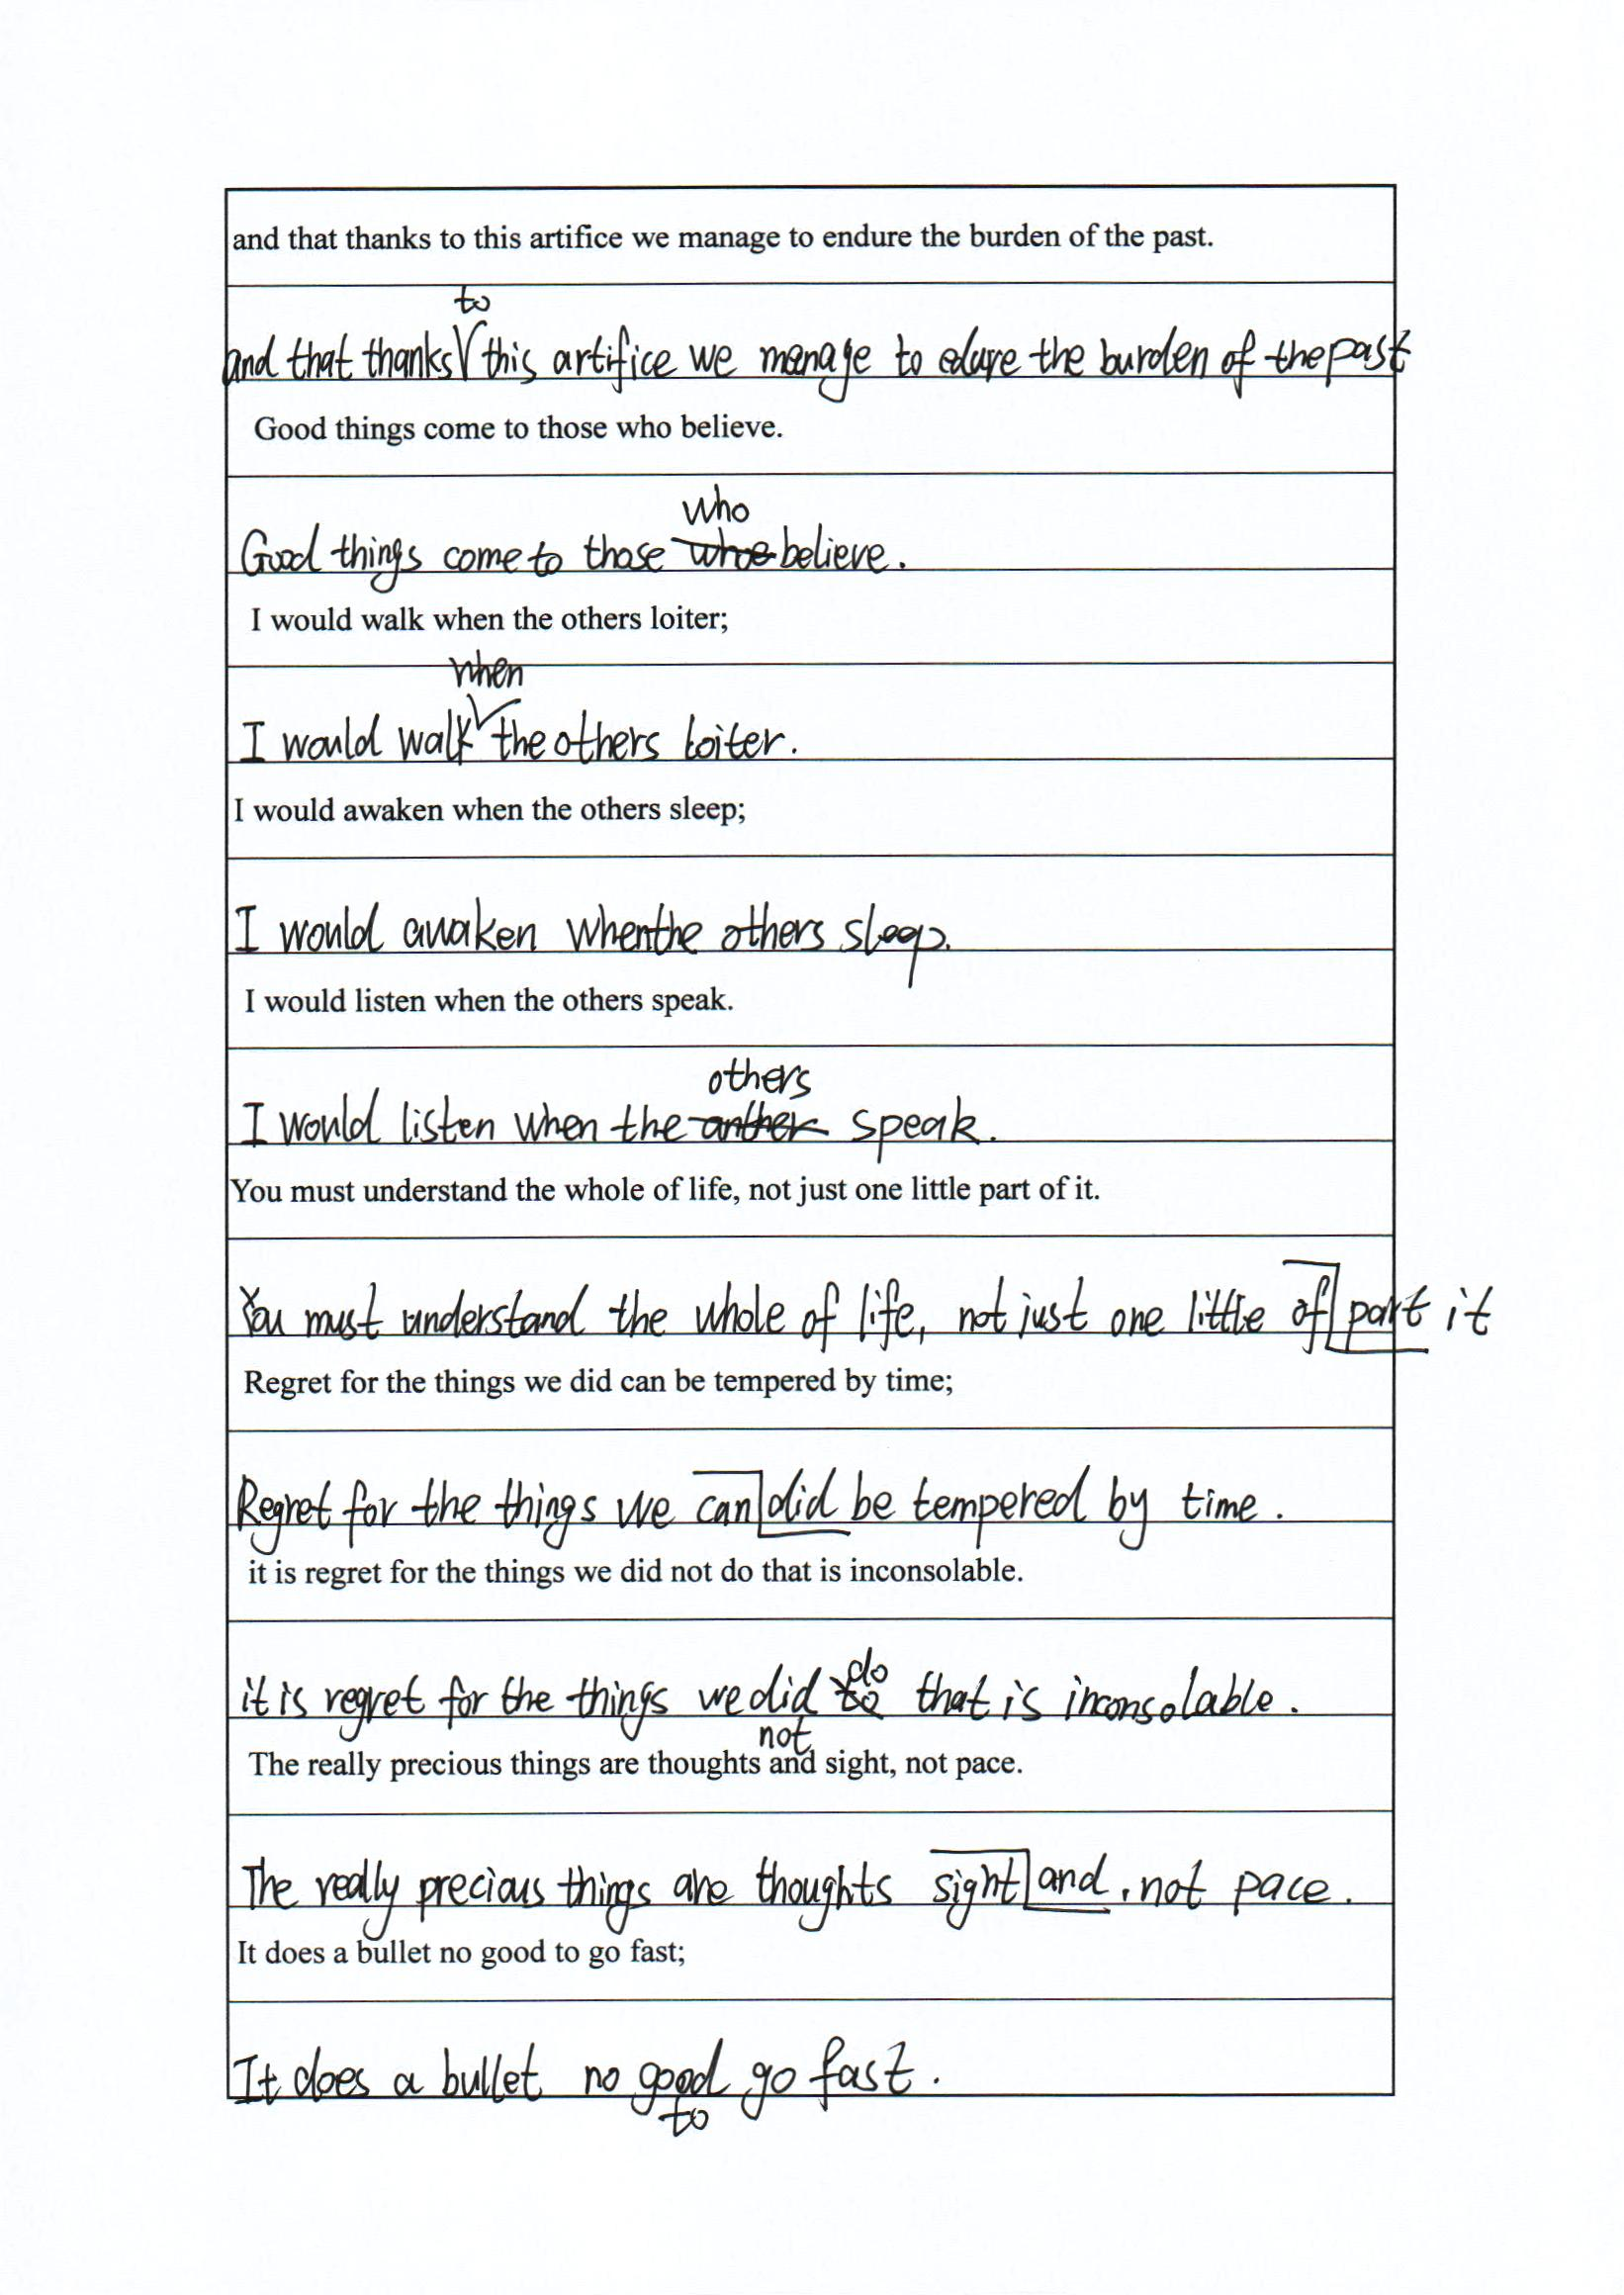 and that thanks to this artifice we manage to endure the burden of the past.
to
and that thanks this artifice we menage to edure the burden of the past
Good things come to those who believe.
who
Good things come to those whoe believe.
I would walk when the others loiter;
when
I would walk the others loiter.
I would awaken when the others sleep;
I would awaken when the others sleep.
I would listen when the others speak.
others
I would listen when the speak.
You must understand the whole of life, not just one little part of it.
You must understand the whole of life, not just one little of part it
Regret for the things we did can be tempered by time;
Regret for the things we can did be tempered by time.
it is regret for the things we did not do that is inconsolable.
do
it is regret for the things we did to that is inconsolable.
not
The really precious things are thoughts and sight, not pace.
The really precious things are thoughts sight and, not pace.
It does a bullet no good to go fast;
It does a bullet no good go fast.
to